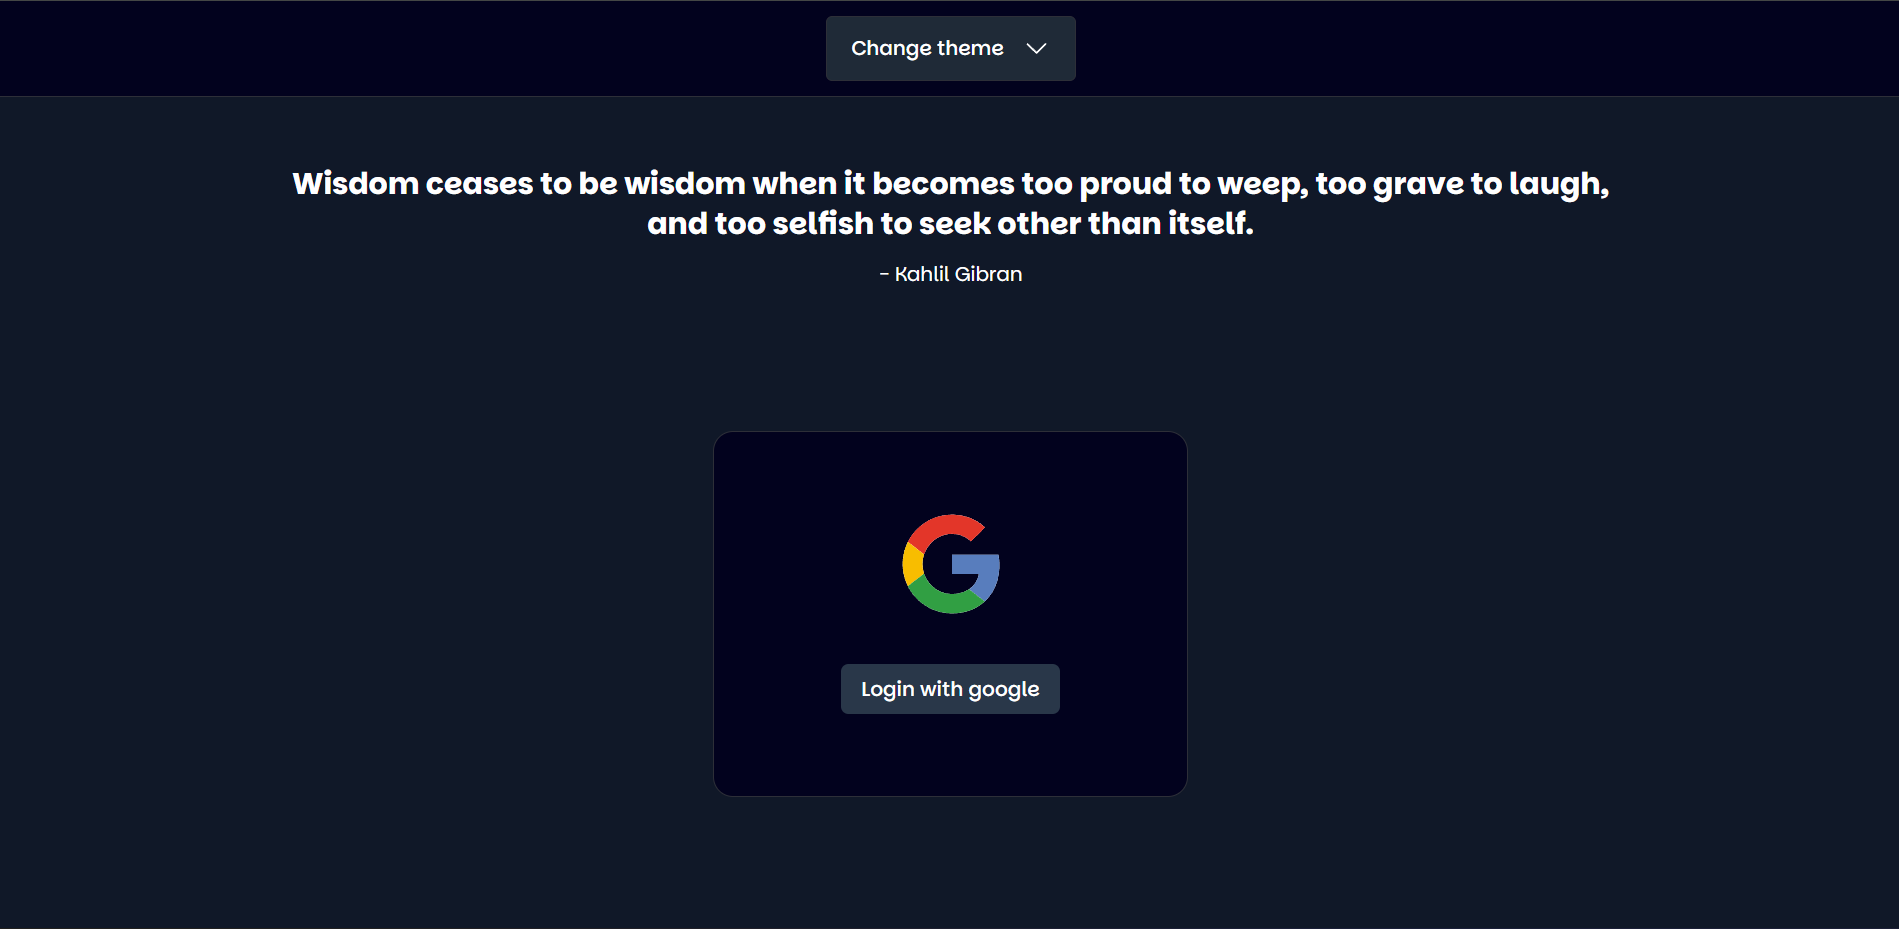 Change theme
Wisdom ceases to be wisdom when it becomes too proud to weep, too grave to laugh,
and too selfish to seek other than itself.
- Kahlil Gibran
Login with google